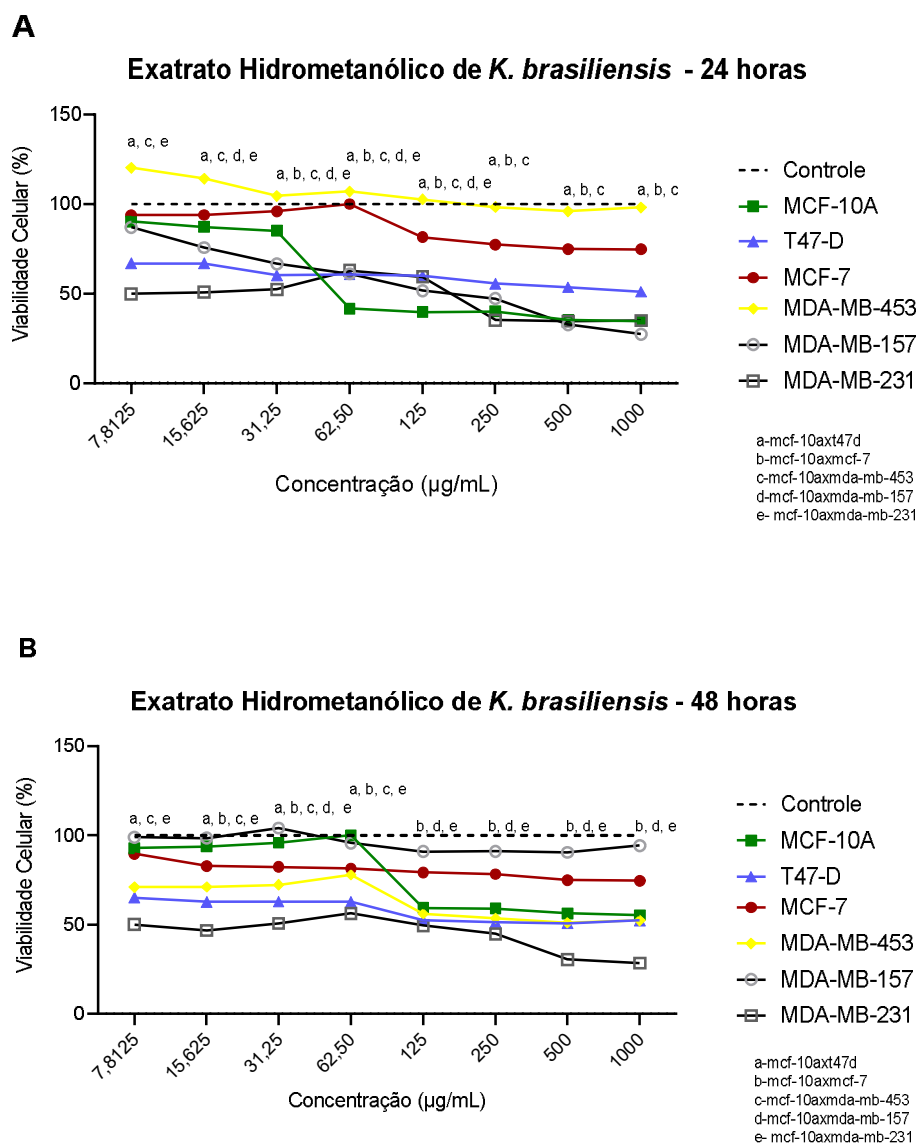 A
Exatrato Hidrometanólico de K. brasiliensis - 24 horas
150
100
50
0
Viabilidade Celular (%)
a, c, e
a, c, d, e
a, b, c, d, e
a, b, c, d, e
a, b, c, d, e
a, b, c
a, b, c
a, b, c
7,8125
15,625
31,25
62,50
125
250
500
1000
Concentração (µg/mL)
Controle
MCF-10A
T47-D
MCF-7
MDA-MB-453
MDA-MB-157
MDA-MB-231
a-mcf-10axt47d
b-mcf-10axmcf-7
c-mcf-10axmda-mb-453
d-mcf-10axmda-mb-157
e- mcf-10axmda-mb-231
B
Exatrato Hidrometanólico de K. brasiliensis - 48 horas
150
100
50
0
Viabilidade Celular (%)
a, c, e
a, b, c, e
a, b, c, d, e
a, b, c, e
b, d, e
b, d, e
b, d, e
b, d, e
7,8125
15,625
31,25
62,50
125
250
500
1000
Concentração (µg/mL)
Controle
MCF-10A
T47-D
MCF-7
MDA-MB-453
MDA-MB-157
MDA-MB-231
a-mcf-10axt47d
b-mcf-10axmcf-7
c-mcf-10axmda-mb-453
d-mcf-10axmda-mb-157
e- mcf-10axmda-mb-231